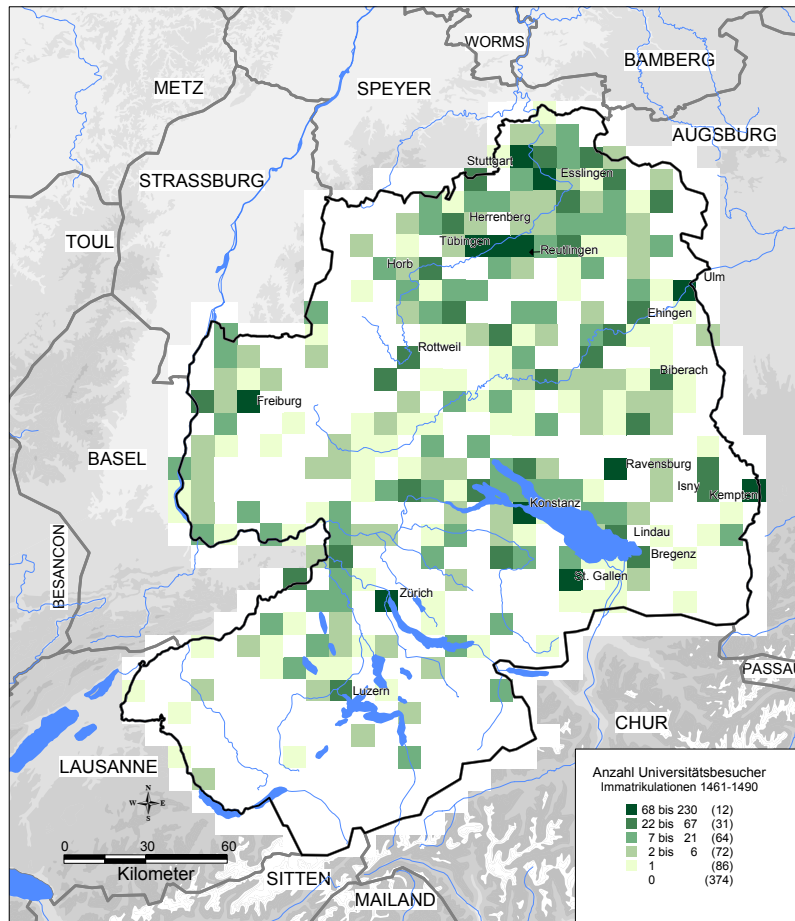 WORMS
BAMBERG
METZ
SPEYER
AUGSBURG
Stuttgart
Esslingen
STRASSBURG
Herrenberg
TOUL
Tübingen
Reutlingen
Horb
Ulm
Ehingen
Rottweil
Biberach
Freiburg
BASEL
Ravensburg
Isny
Kempten
Konstanz
Lindau
Bregenz
BESANCON
St. Gallen
Zürich
PASSAU
Luzern
CHUR
LAUSANNE
N
W E
S
0 30 60
Kilometer
SITTEN
MAILAND
Anzahl Universitätsbesucher
Immatrikulationen 1461-1490
68 bis 230 (12)
22 bis 67 (31)
7 bis 21 (64)
2 bis 6 (72)
1 (86)
0 (374)